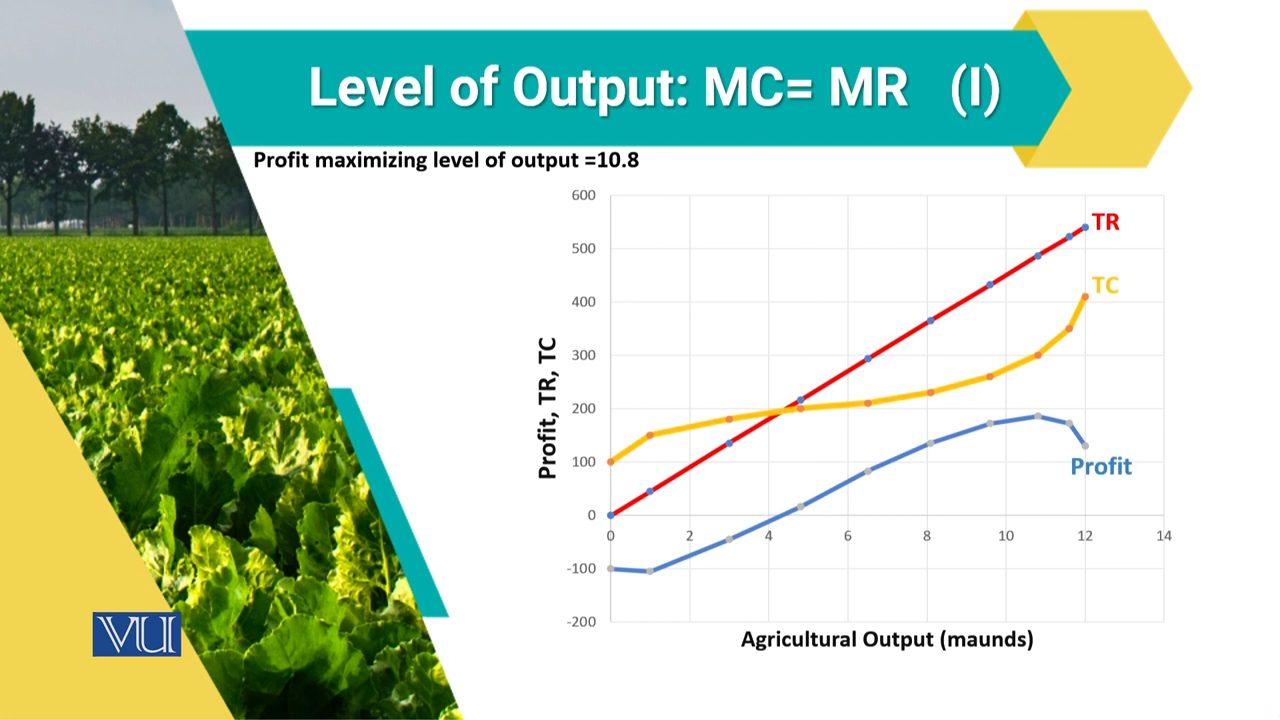 Level of Output: MC= MR (I)
Profit maximizing level of output =10.8
600
500
400
300
200
100
0
-100
-200
0 2 4 6 8 10 12 14
Profit, TR, TC
TR
TC
Profit
Agricultural Output (maunds)
VU